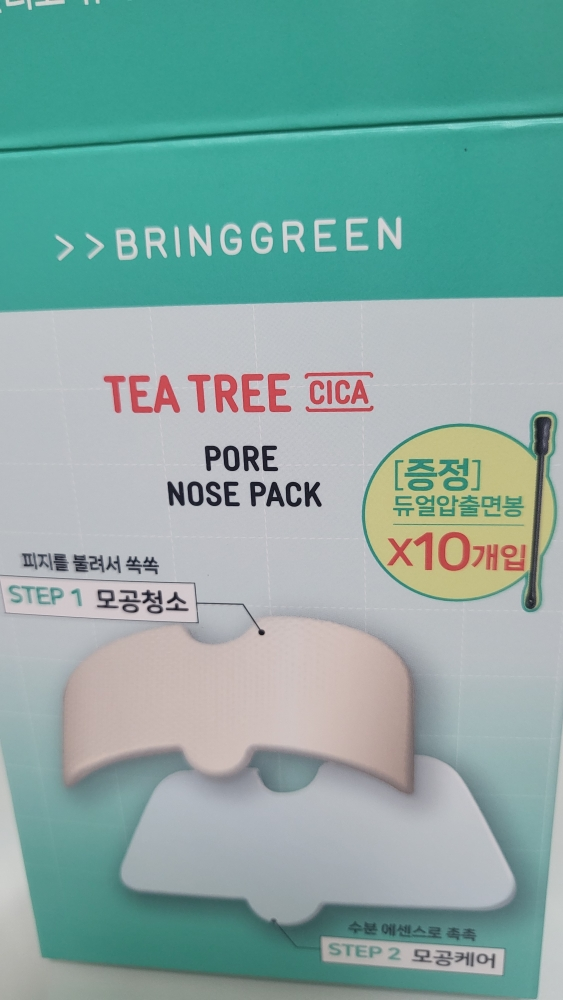 >>BRINGGREEN
TEA TREE CICA
PORE
NOSE PACK
[증정]
듀얼압출면봉
X10개입
피지를 불려서 쏙쏙
STEP 1 모공청소
수분 에센스로 촉촉
STEP 2 모공케어